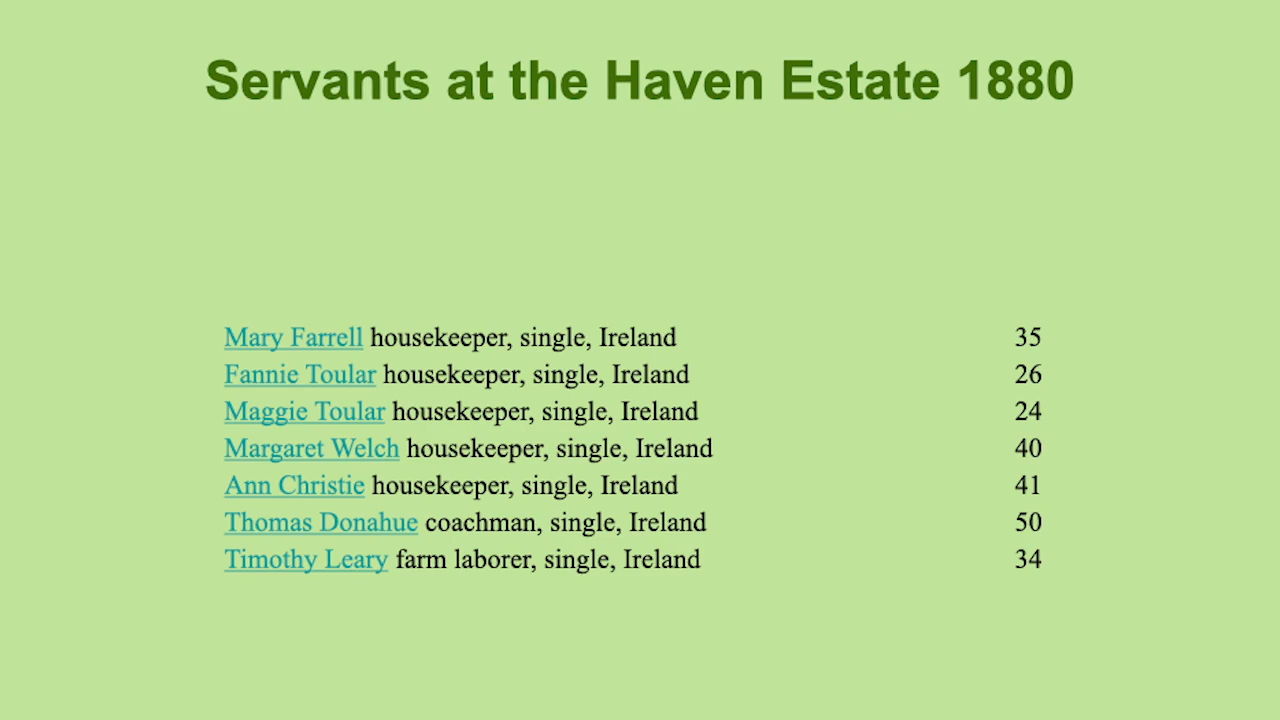 Servants at the Haven Estate 1880
Mary Farrell housekeeper, single, Ireland 35
Fannie Toular housekeeper, single, Ireland 26
Maggie Toular housekeeper, single, Ireland 24
Margaret Welch housekeeper, single, Ireland 40
Ann Christie housekeeper, single, Ireland 41
Thomas Donahue coachman, single, Ireland 50
Timothy Leary farm laborer, single, Ireland 34